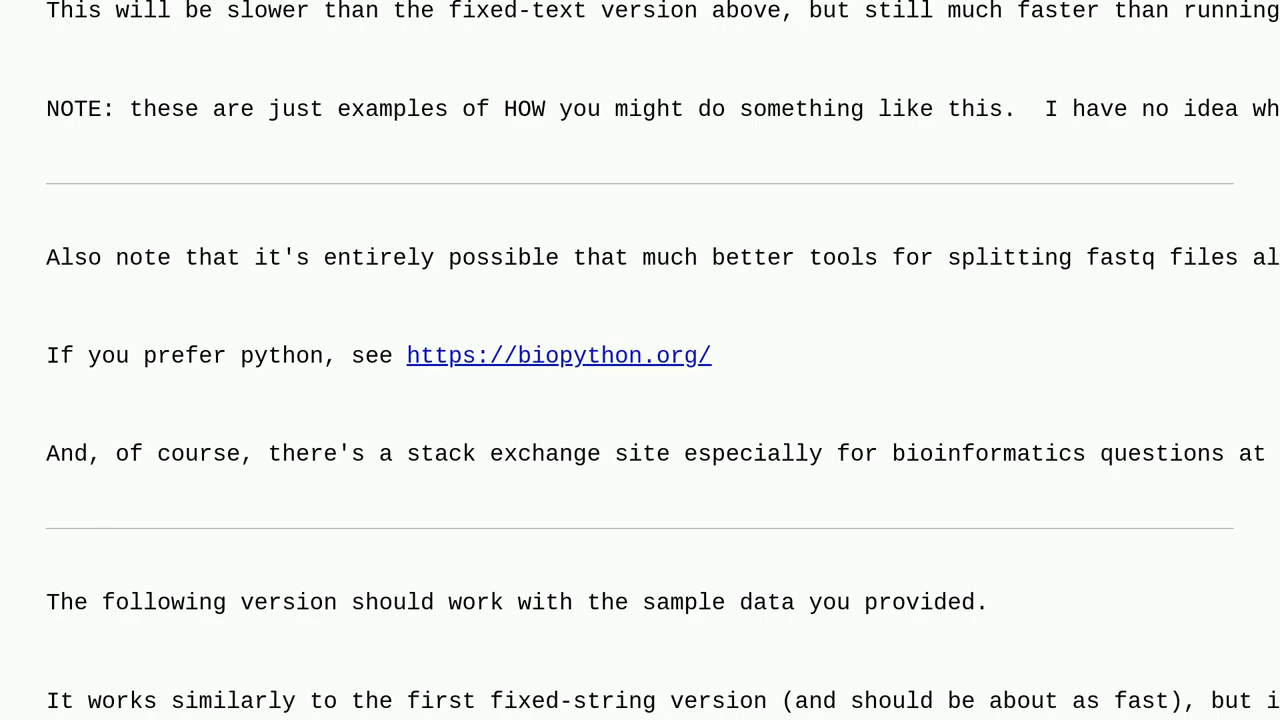 This will be slower than the fixed-text version above, but still much faster than running
NOTE: these are just examples of HOW you might do something like this.  I have no idea wh
Also note that it's entirely possible that much better tools for splitting fastq files al
If you prefer python, see https://biopython.org/
And, of course, there's a stack exchange site especially for bioinformatics questions at
The following version should work with the sample data you provided.
It works similarly to the first fixed-string version (and should be about as fast), but i